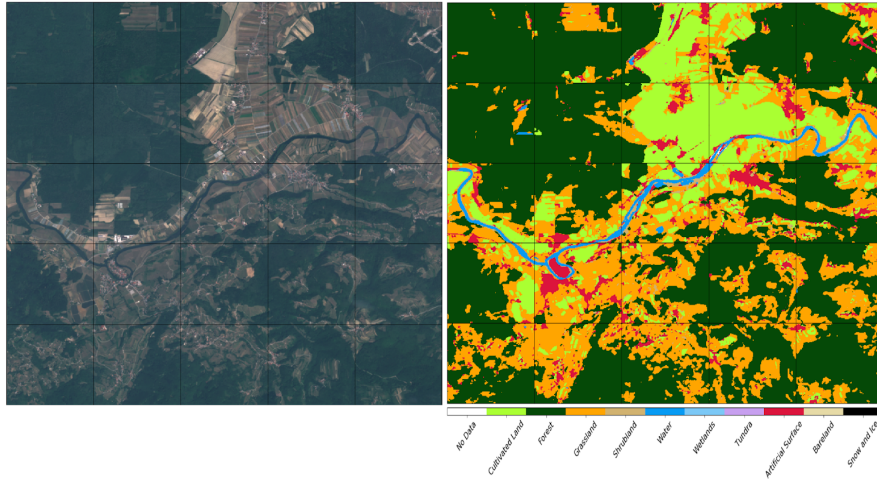 No Data
Cultivated Land
Forest
Grassland
Shrubland
Water
Wetlands
Tundra
Artificial Surface
Bareland
Snow and Ice